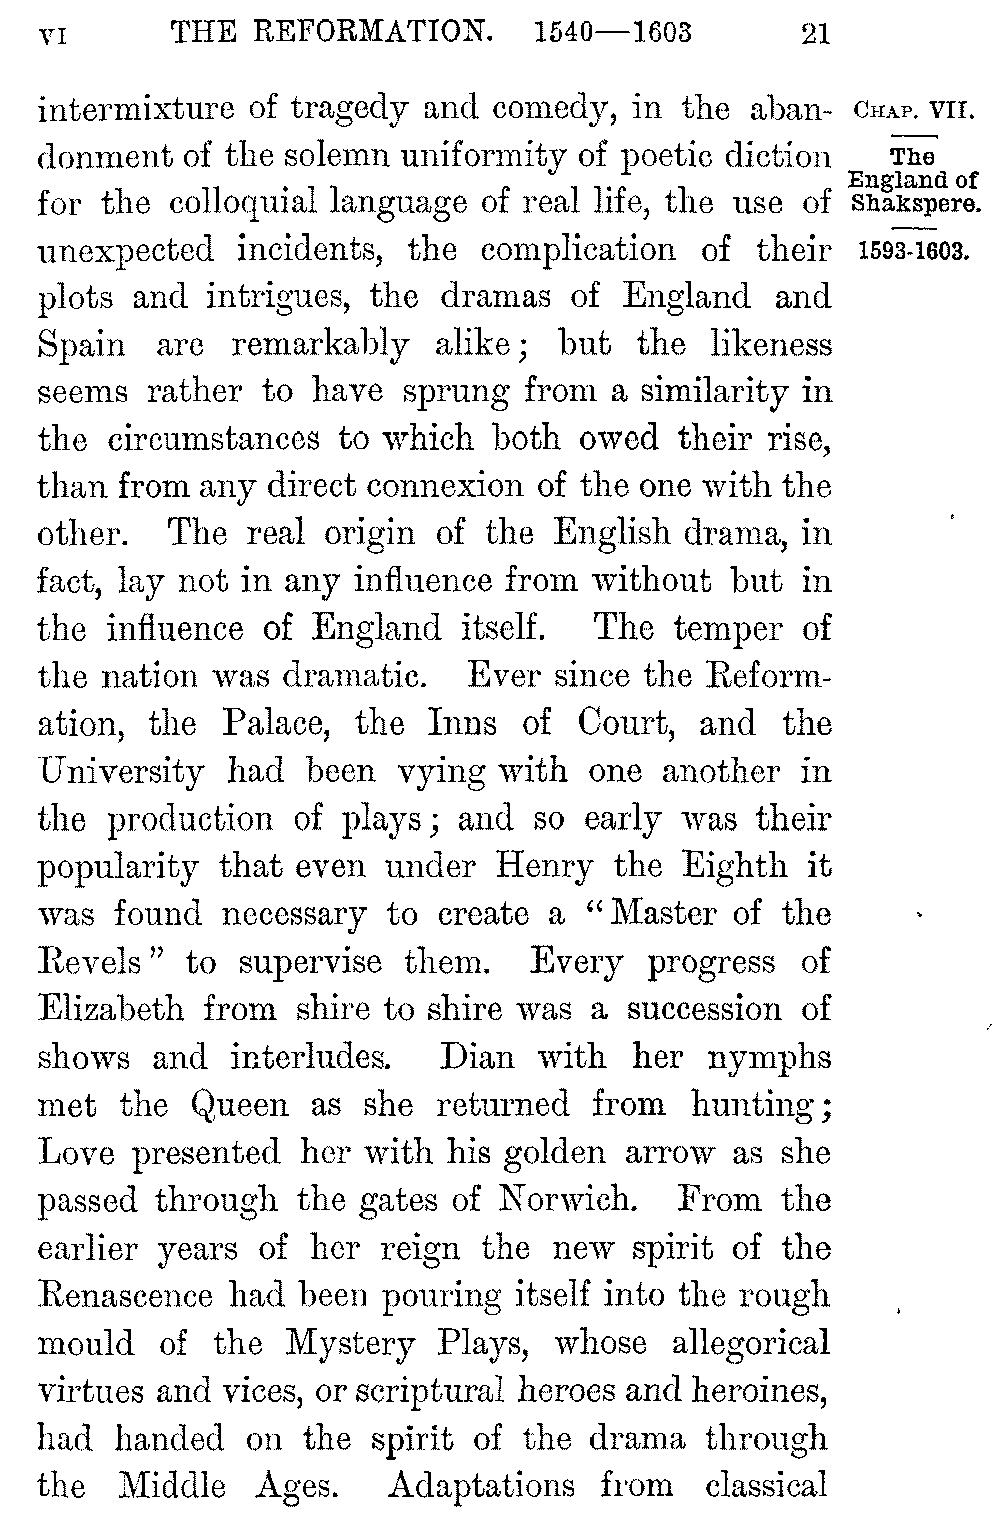 VI THE REFORMATION. 1540—1603 21
intermixture of tragedy and comedy, in the aban-
donment of the solemn uniformity of poetic diction
for the colloquial language of real life, the use of
unexpected incidents, the complication of their
plots and intrigues, the dramas of England and
Spain are remarkably alike; but the likeness
seems rather to have sprung from a similarity in
the circumstances to which both owed their rise,
than from any direct connexion of the one with the
other. The real origin of the English drama, in
fact, lay not in any influence from without but in
the influence of England itself. The temper of
the nation was dramatic. Ever since the Reform-
ation, the Palace, the Inns of Court, and the
University had been vying with one another in
the production of plays; and so early was their
popularity that even under Henry the Eighth it
was found necessary to create a “Master of the
Revels” to supervise them. Every progress of
Elizabeth from shire to shire was a succession of
shows and interludes. Dian with her nymphs
met the Queen as she returned from hunting;
Love presented her with his golden arrow as she
passed through the gates of Norwich. From the
earlier years of her reign the new spirit of the
Renascence had been pouring itself into the rough
mould of the Mystery Plays, whose allegorical
virtues and vices, or scriptural heroes and heroines,
had handed on the spirit of the drama through
the Middle Ages. Adaptations from classical
CHAP. VII.
The
England of
Shakspere.
1593-1603.